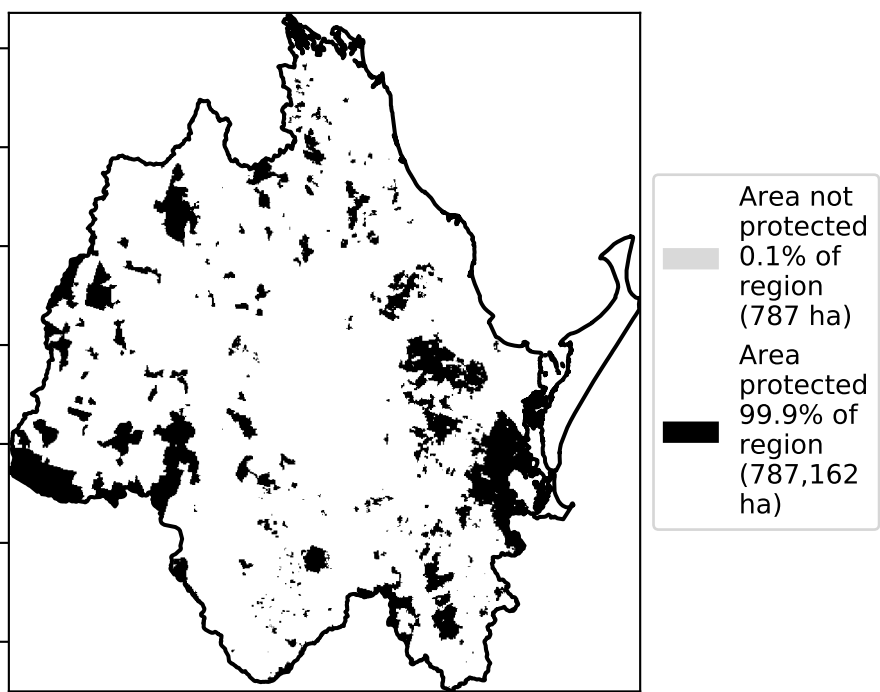 Area not
protected
0.1% of
region
(787 ha)
Area
protected
99.9% of
region
(787,162
ha)